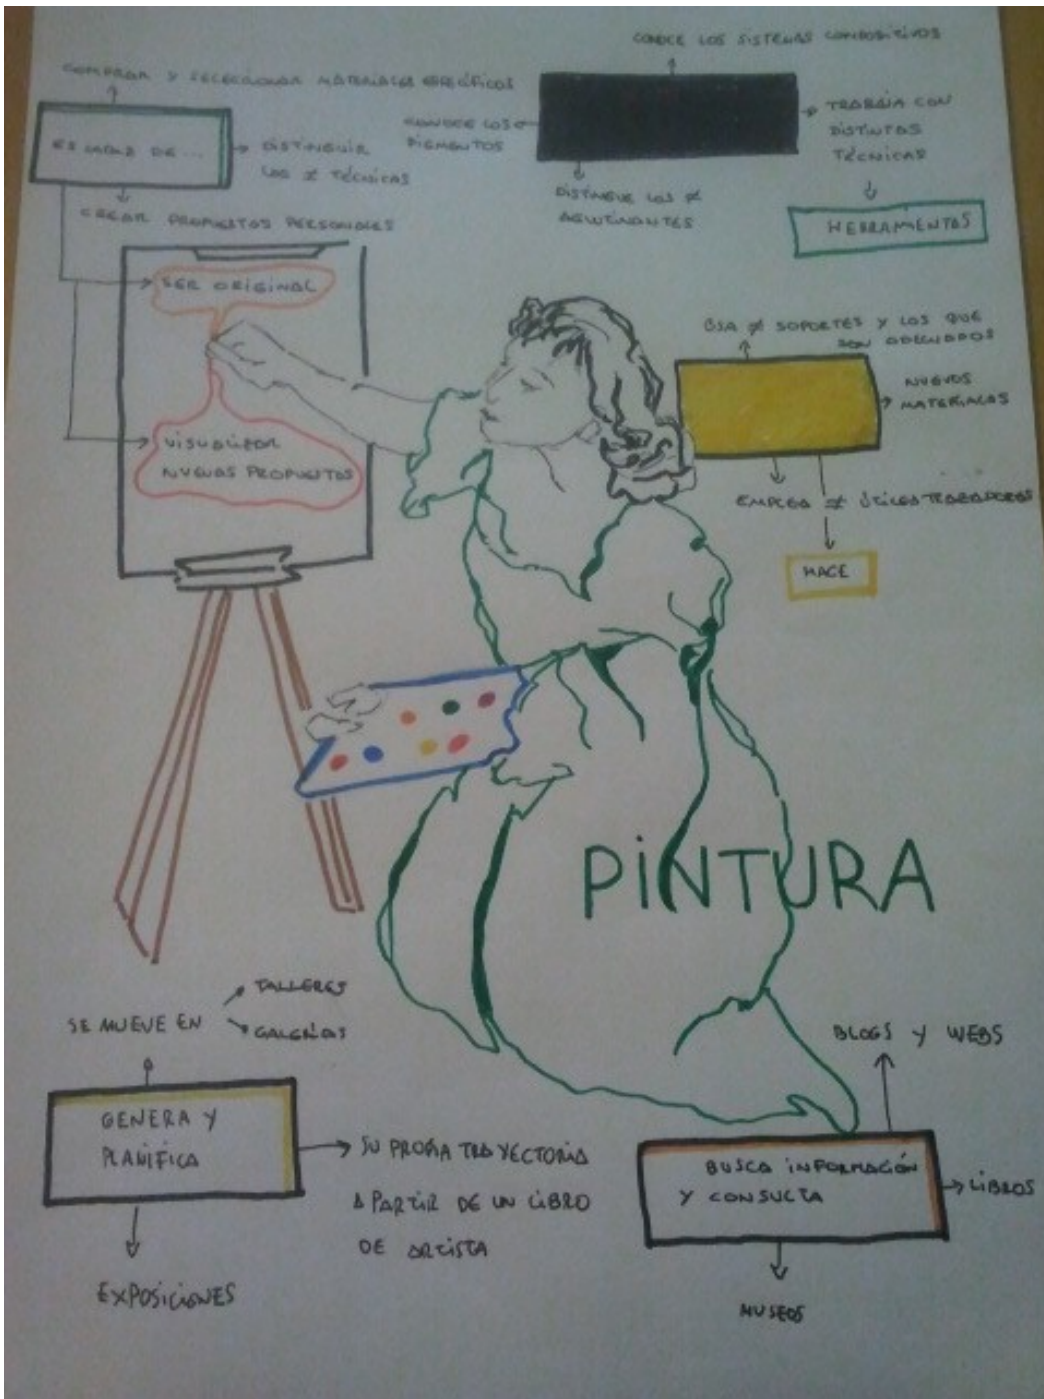 CONOCE LOS SISTEMAS COMPOSITIVOS
COMPRAR Y SELECCIONAR MATERIALES ESPECÍFICOS
ES CAPAZ DE...
DISTINGUIR
LAS ≠ TÉCNICAS
CREAR PROPUESTAS PERSONALES
CONOCE LOS
PIGMENTOS
TRABAJA CON
DISTINTAS
TÉCNICAS
DISTINGUE LOS ≠
AGLUTINANTES
HERRAMIENTAS
SER ORIGINAL
VISUALIZAR
NUEVAS PROPUESTAS
USA ≠ SOPORTES Y LOS QUE
SON ADECUADOS
NUEVOS
MATERIALES
EMPLEA ≠ ÚTILES TRAZADORES
HACE
PINTURA
SE MUEVE EN
TALLERES
GALERÍAS
GENERA Y
PLANIFICA
SU PROPIA TRAYECTORIA
A PARTIR DE UN LIBRO
DE ARTISTA
EXPOSICIONES
BLOGS Y WEBS
BUSCA INFORMACIÓN
Y CONSULTA
LIBROS
MUSEOS